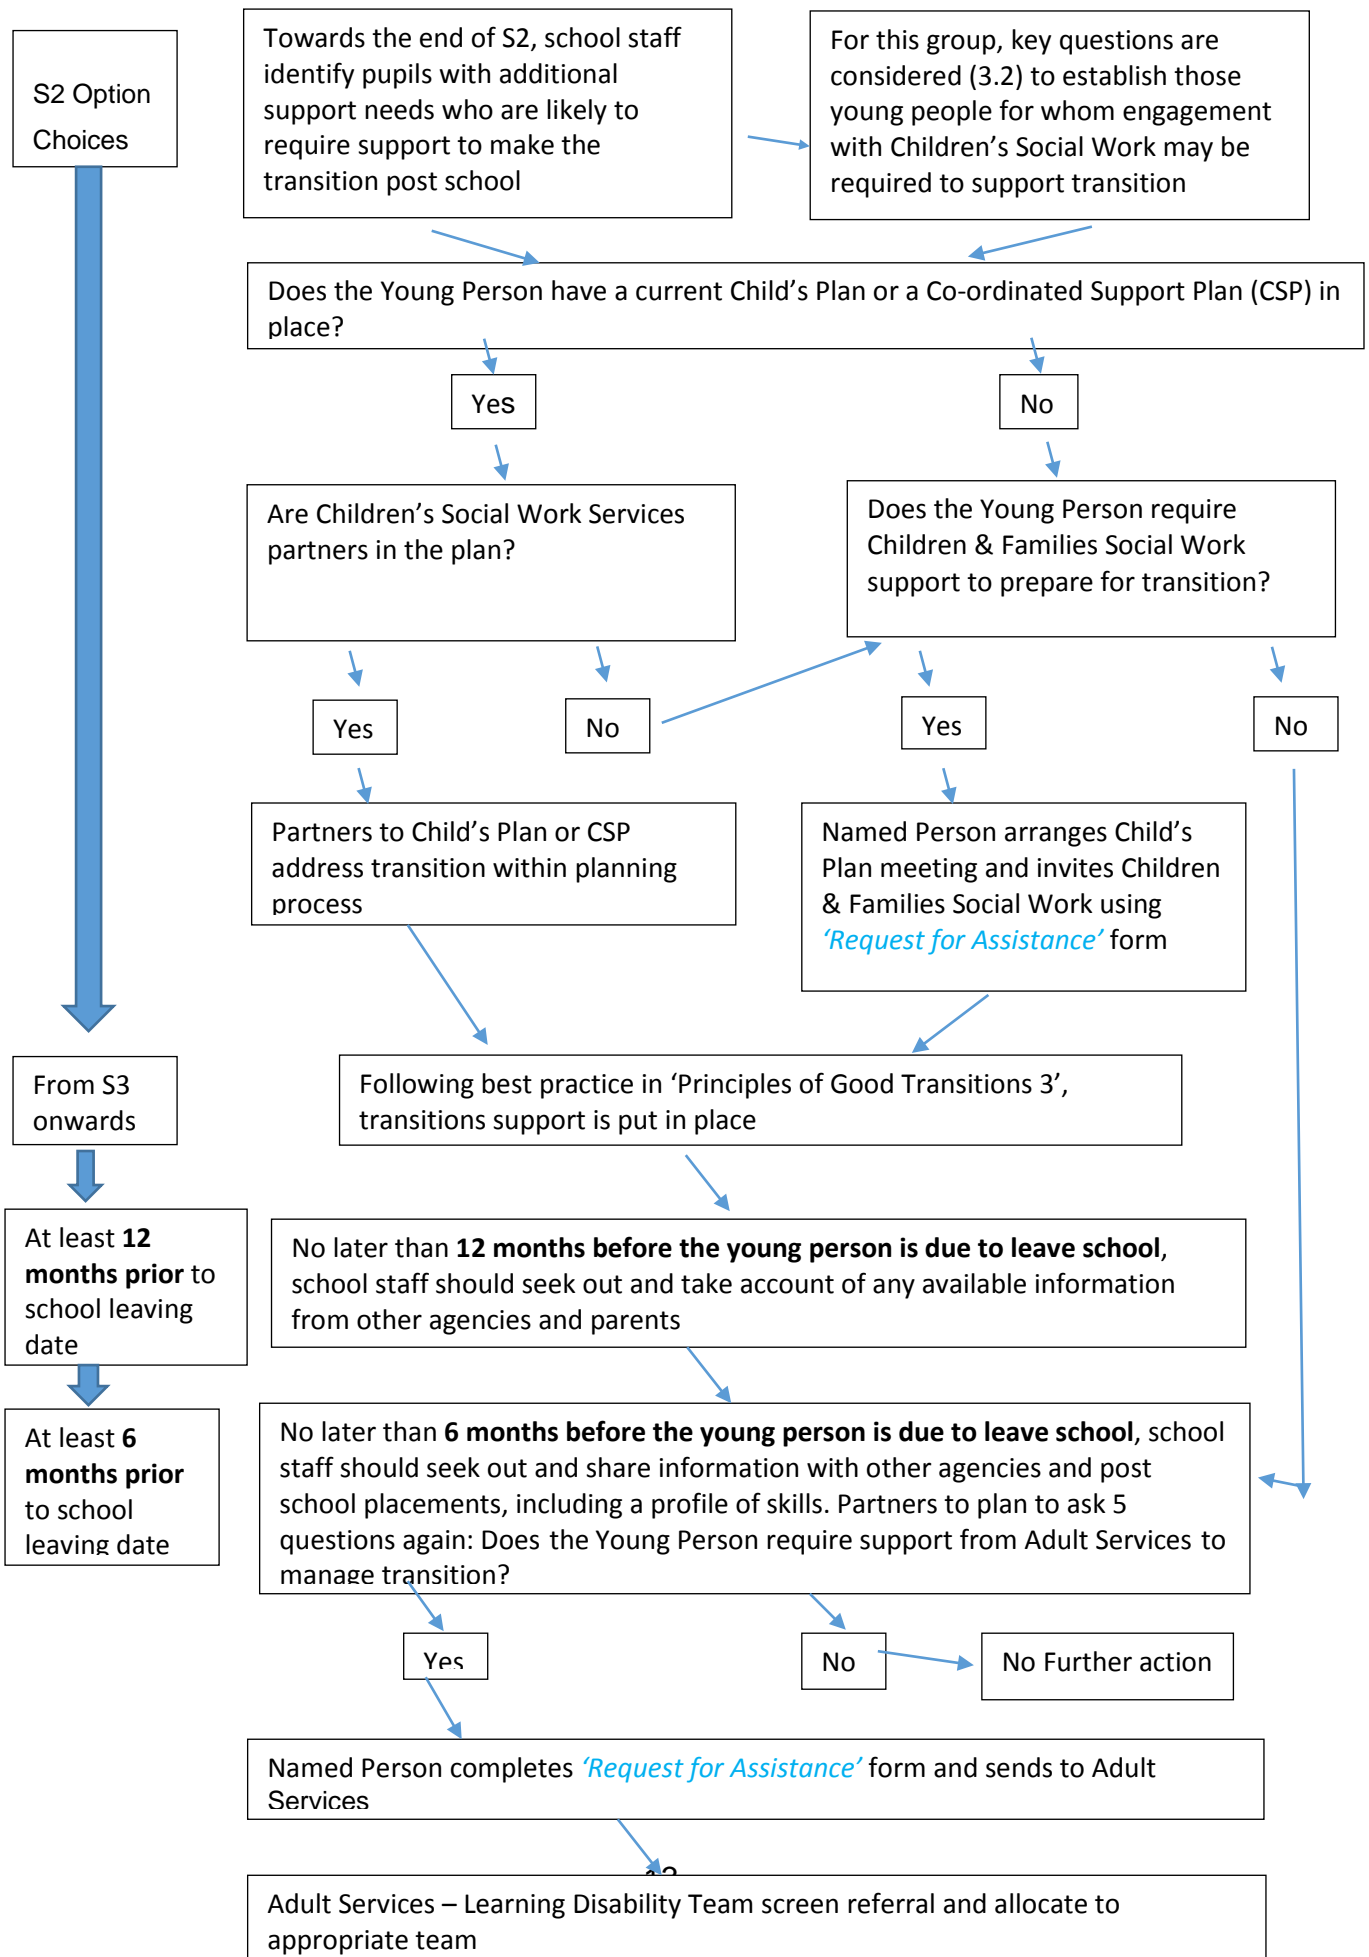 S2 Option
Choices
Towards the end of S2, school staff
identify pupils with additional
support needs who are likely to
require support to make the
transition post school
For this group, key questions are
considered (3.2) to establish those
young people for whom engagement
with Children’s Social Work may be
required to support transition
Does the Young Person have a current Child’s Plan or a Co-ordinated Support Plan (CSP) in
place?
Yes
No
Are Children’s Social Work Services
partners in the plan?
Does the Young Person require
Children & Families Social Work
support to prepare for transition?
Yes
No
Yes
No
Partners to Child’s Plan or CSP
address transition within planning
process
Named Person arranges Child’s
Plan meeting and invites Children
& Families Social Work using
‘Request for Assistance’ form
From S3
onwards
Following best practice in ‘Principles of Good Transitions 3’,
transitions support is put in place
At least 12
months prior to
school leaving
date
No later than 12 months before the young person is due to leave school,
school staff should seek out and take account of any available information
from other agencies and parents
At least 6
months prior
to school
leaving date
No later than 6 months before the young person is due to leave school, school
staff should seek out and share information with other agencies and post
school placements, including a profile of skills. Partners to plan to ask 5
questions again: Does the Young Person require support from Adult Services to
manage transition?
Yes
No
No Further action
Named Person completes ‘Request for Assistance’ form and sends to Adult
Services
Adult Services – Learning Disability Team screen referral and allocate to
appropriate team